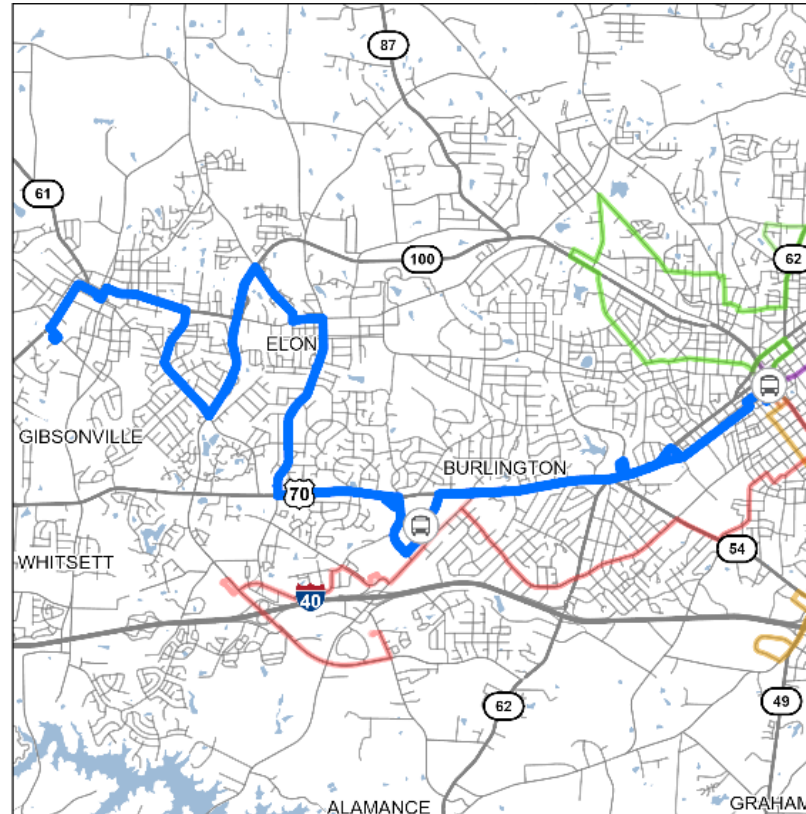 87
61
62
100
ELON
GIBSONVILLE
BURLINGTON
70
54
WHITSETT
40
49
62
ALAMANCE
GRAHAM